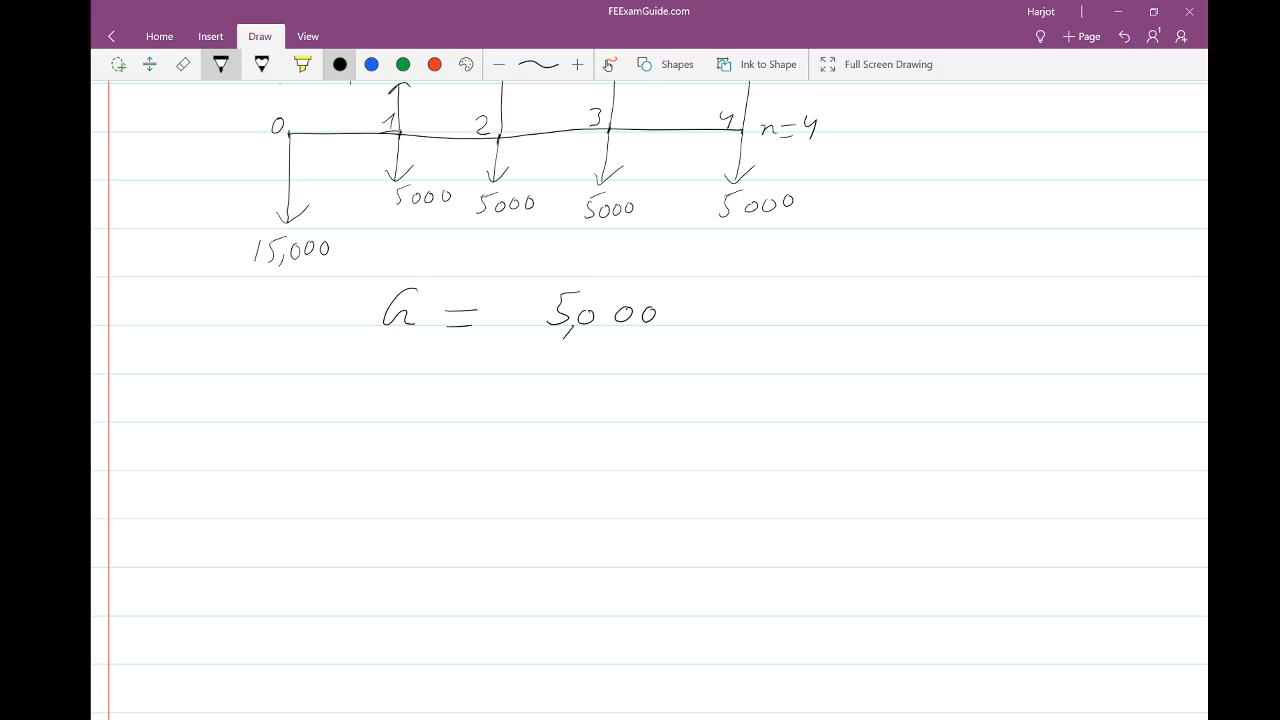 FEExamGuide.com
Harjot
Home Insert Draw View
Page
Shapes Ink to Shape Full Screen Drawing
0 1 2 3 4 n=4
5000 5000 5000 5000
15,000
G = 5,000